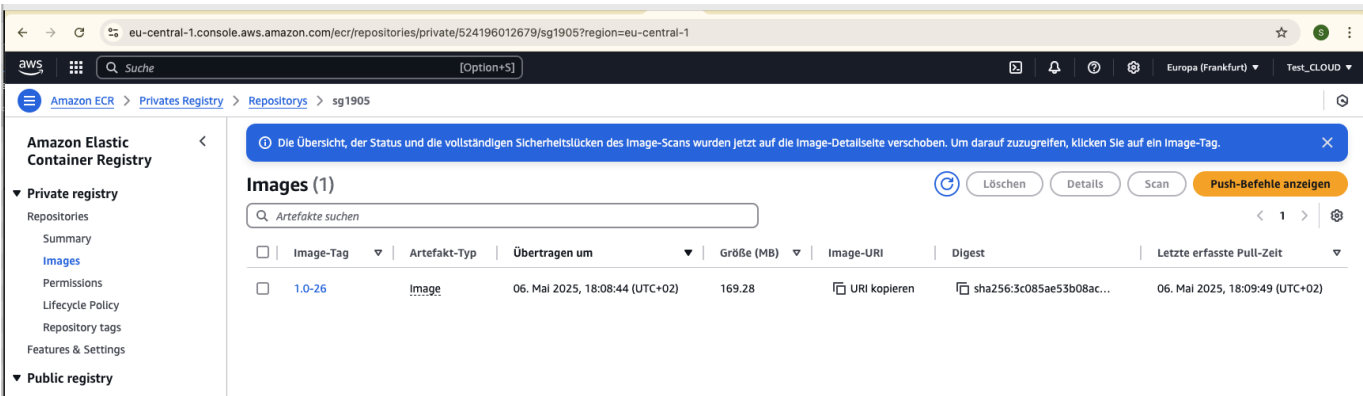 eu-central-1.console.aws.amazon.com/ecr/repositories/private/524196012679/sg1905?region=eu-central-1
S
aws
Suche [Option+S]
Europa (Frankfurt) ▼ Test_CLOUD ▼
Amazon ECR > Privates Registry > Repositorys > sg1905
Amazon Elastic Container Registry
▼ Private registry
Repositories
Summary
Images
Permissions
Lifecycle Policy
Repository tags
Features & Settings
▼ Public registry
Die Übersicht, der Status und die vollständigen Sicherheitslücken des Image-Scans wurden jetzt auf die Image-Detailseite verschoben. Um darauf zuzugreifen, klicken Sie auf ein Image-Tag.
Images (1)
Löschen Details Scan Push-Befehle anzeigen
Artefakte suchen
< 1 >
Image-Tag Artefakt-Typ Übertragen um Größe (MB) Image-URI Digest Letzte erfasste Pull-Zeit
1.0-26 Image 06. Mai 2025, 18:08:44 (UTC+02) 169.28 URI kopieren sha256:3c085ae53b08ac... 06. Mai 2025, 18:09:49 (UTC+02)